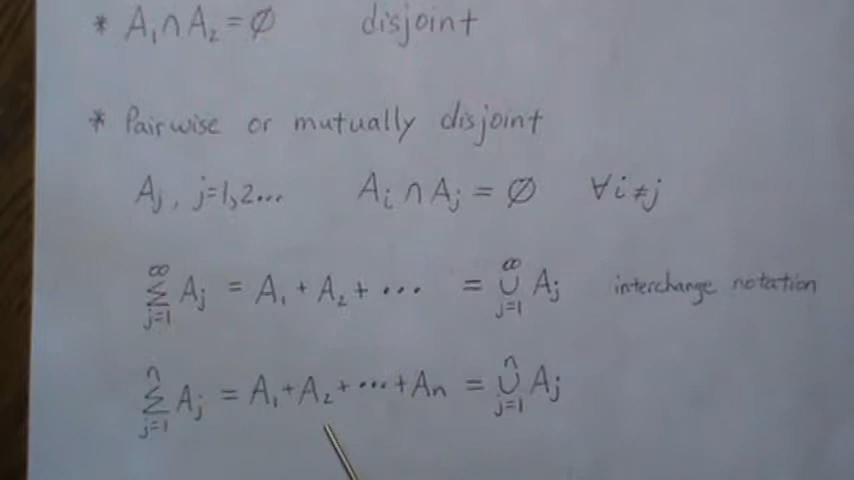 * A₁ ∩ A₂ = ∅ disjoint
* Pairwise or mutually disjoint
Aⱼ, j=1,2... Aᵢ ∩ Aⱼ = ∅ ∀i≠j
∑_{j=1}^{∞} Aⱼ = A₁ + A₂ + ... = ∪_{j=1}^{∞} Aⱼ interchange notation
∑_{j=1}^{n} Aⱼ = A₁ + A₂ + ... + Aₙ = ∪_{j=1}^{n} Aⱼ